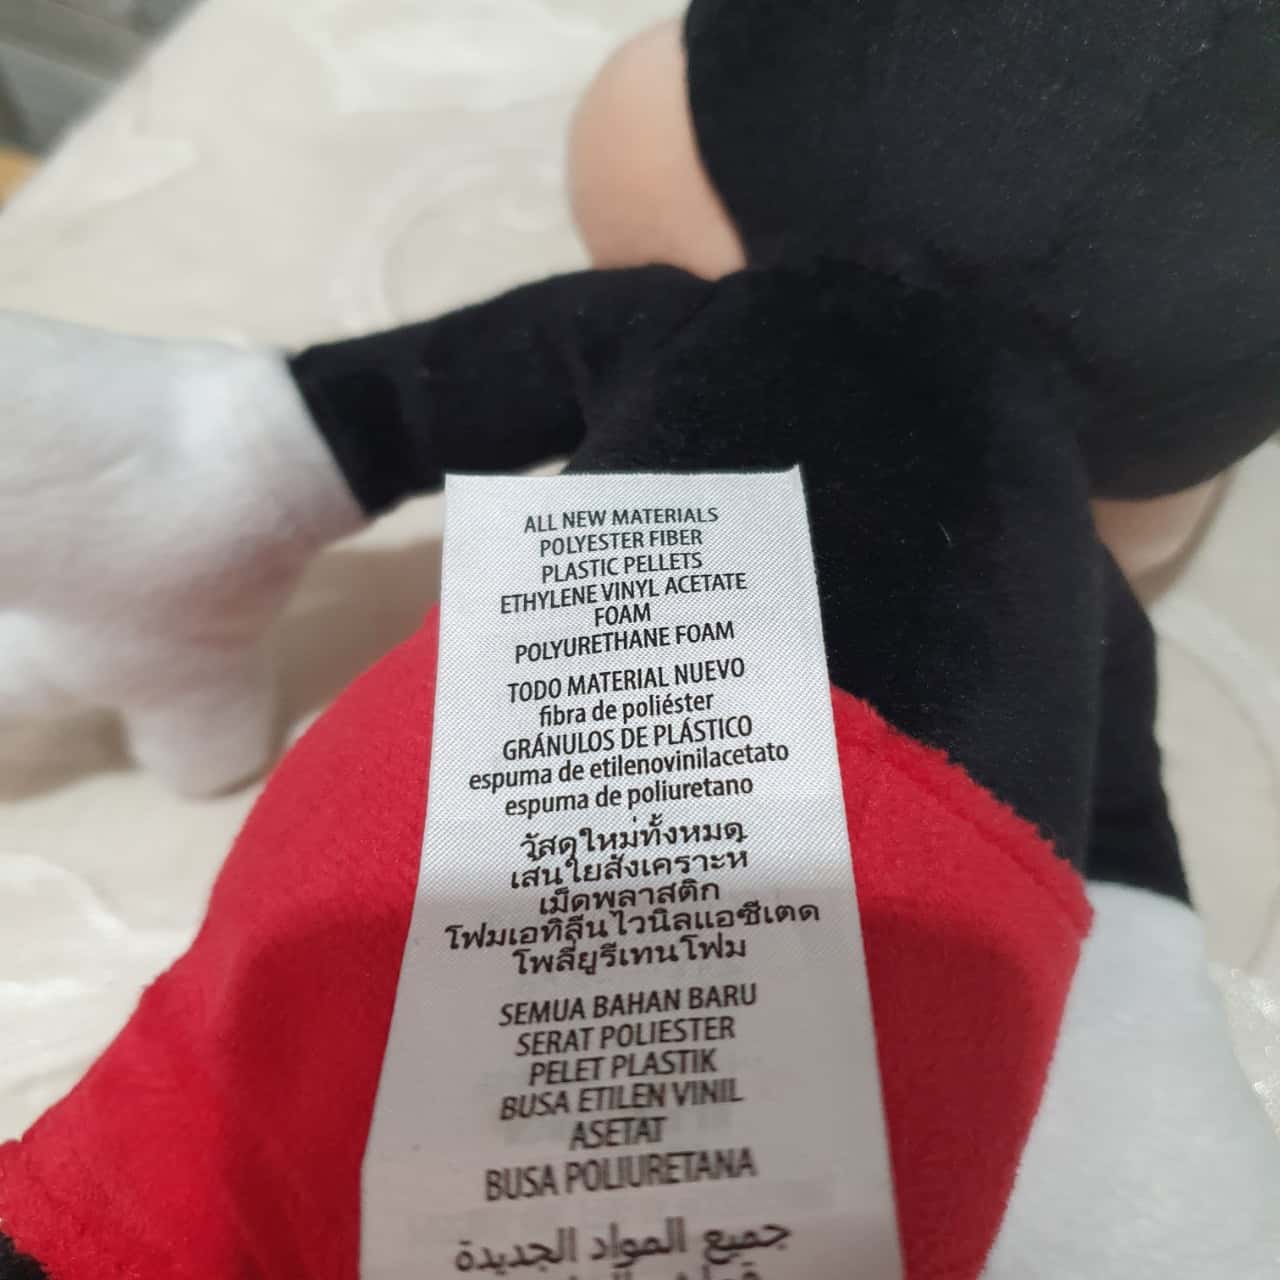 ALL NEW MATERIALS
POLYESTER FIBER
PLASTIC PELLETS
ETHYLENE VINYL ACETATE
FOAM
POLYURETHANE FOAM
TODO MATERIAL NUEVO
fibra de poliéster
GRÁNULOS DE PLÁSTICO
espuma de etilenovinilacetato
espuma de poliuretano
วัสดุใหม่ทั้งหมด
เส้นใยสังเคราะห์
เม็ดพลาสติก
โฟมเอทิลีนไวนิลแอซีเตด
โพลี่ยูรีเทนโฟม
SEMUA BAHAN BARU
SERAT POLIESTER
PELET PLASTIK
BUSA ETILEN VINIL
ASETAT
BUSA POLIURETANA
جميع المواد الجديدة